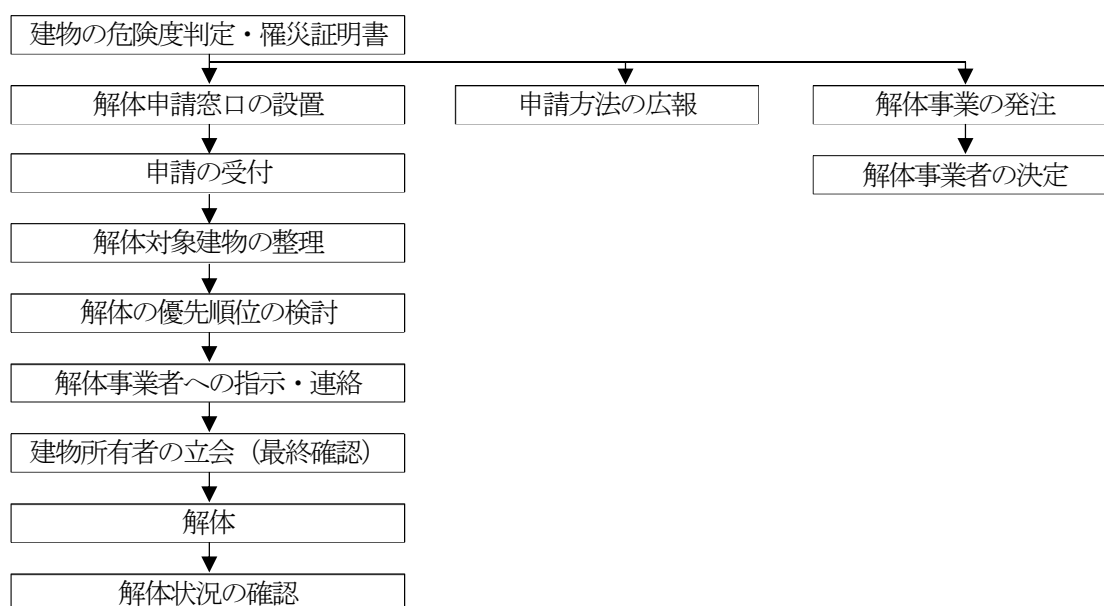 建物の危険度判定・罹災証明書
解体申請窓口の設置
申請方法の広報
解体事業の発注
申請の受付
解体事業者の決定
解体対象建物の整理
解体の優先順位の検討
解体事業者への指示・連絡
建物所有者の立会（最終確認）
解体
解体状況の確認